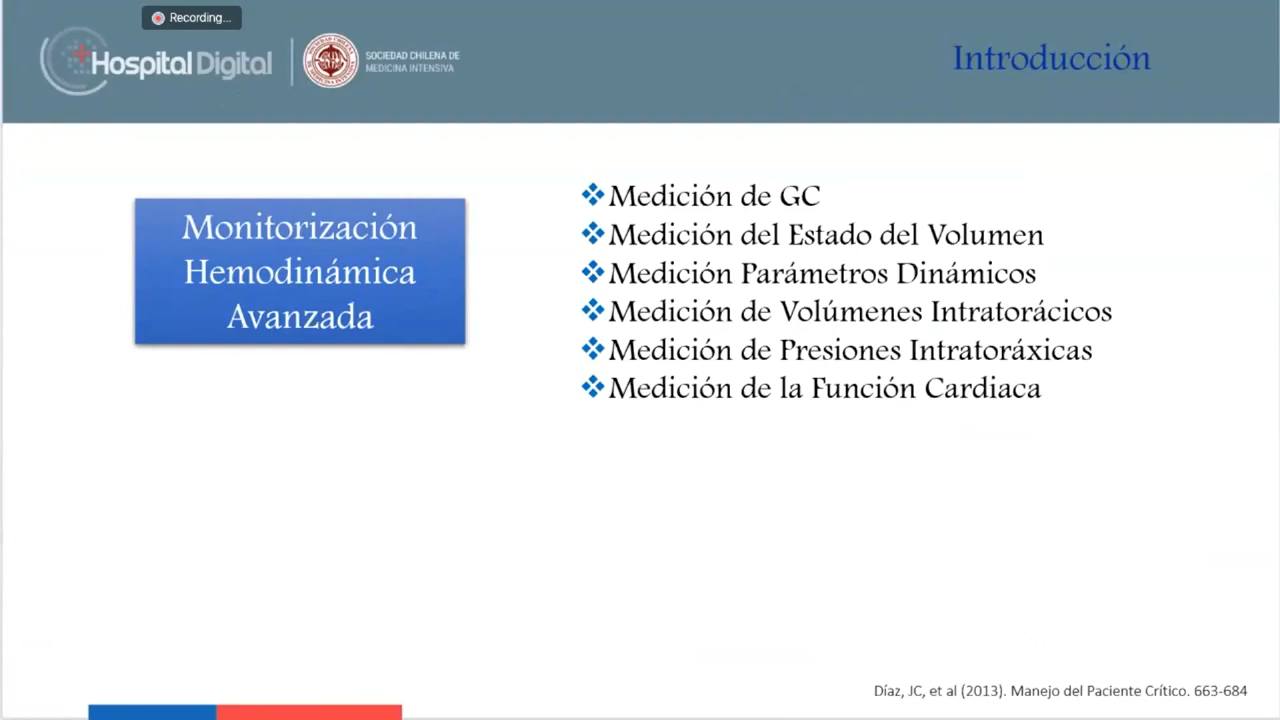 Recording...
Hospital Digital
SOCIEDAD CHILENA DE
MEDICINA INTENSIVA
Introducción
Monitorización
Hemodinámica
Avanzada
❖Medición de GC
❖Medición del Estado del Volumen
❖Medición Parámetros Dinámicos
❖Medición de Volúmenes Intratorácicos
❖Medición de Presiones Intratoráxicas
❖Medición de la Función Cardiaca
Díaz, JC, et al (2013). Manejo del Paciente Crítico. 663-684